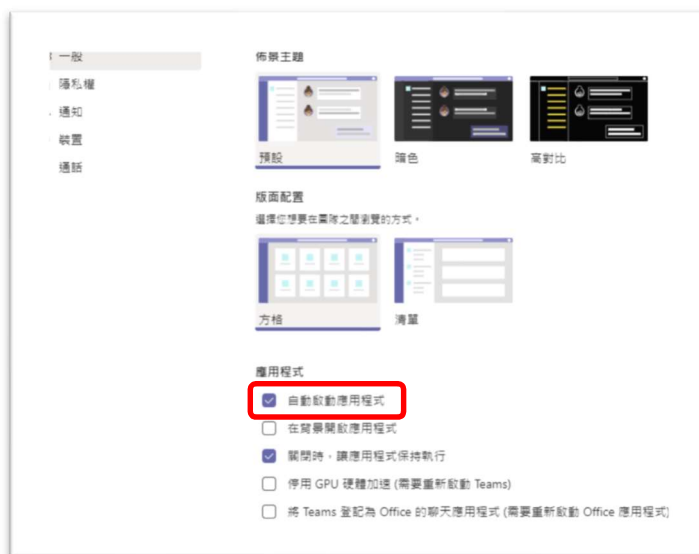 一般
隱私權
通知
裝置
通話
佈景主題
預設
暗色
高對比
版面配置
選擇您想要在團隊之間瀏覽的方式。
方格
清單
應用程式
自動啟動應用程式
在背景開啟應用程式
關閉時，讓應用程式保持執行
停用 GPU 硬體加速 (需要重新啟動 Teams)
將 Teams 登記為 Office 的聊天應用程式 (需要重新啟動 Office 應用程式)